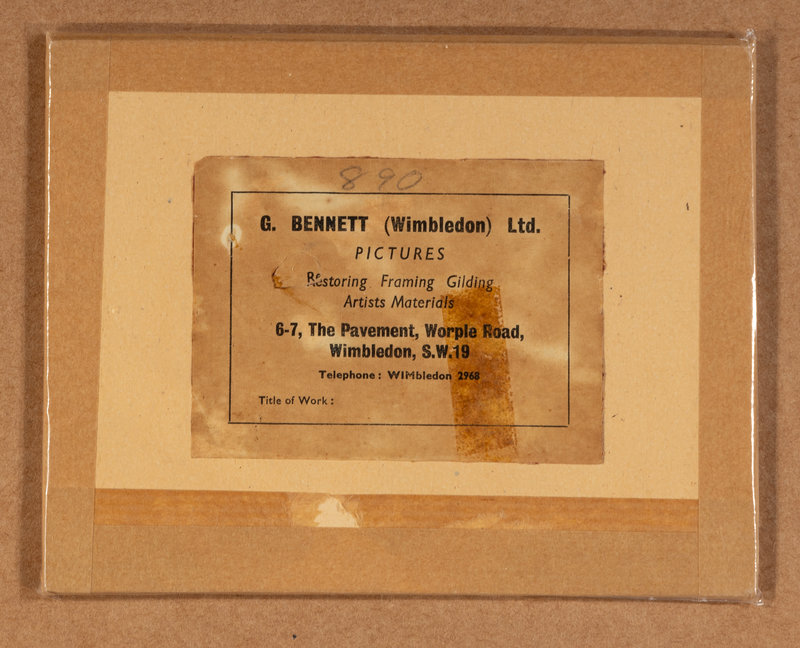 890
G. BENNETT (Wimbledon) Ltd.
PICTURES
Restoring Framing Gilding
Artists Materials
6-7, The Pavement, Worple Road,
Wimbledon, S.W.19
Telephone: WIMbledon 2968
Title of Work: